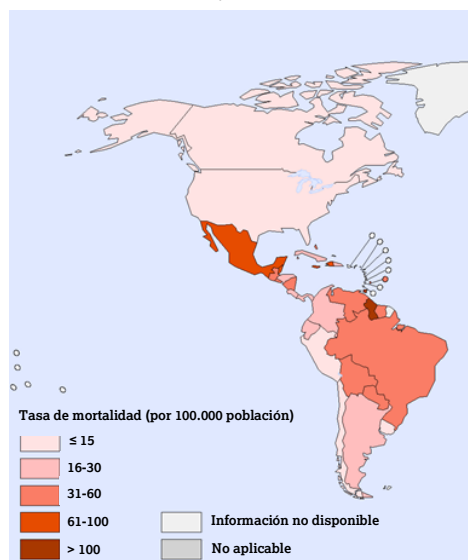 Tasa de mortalidad (por 100.000 población)
≤ 15
16-30
31-60
61-100
> 100
Información no disponible
No aplicable